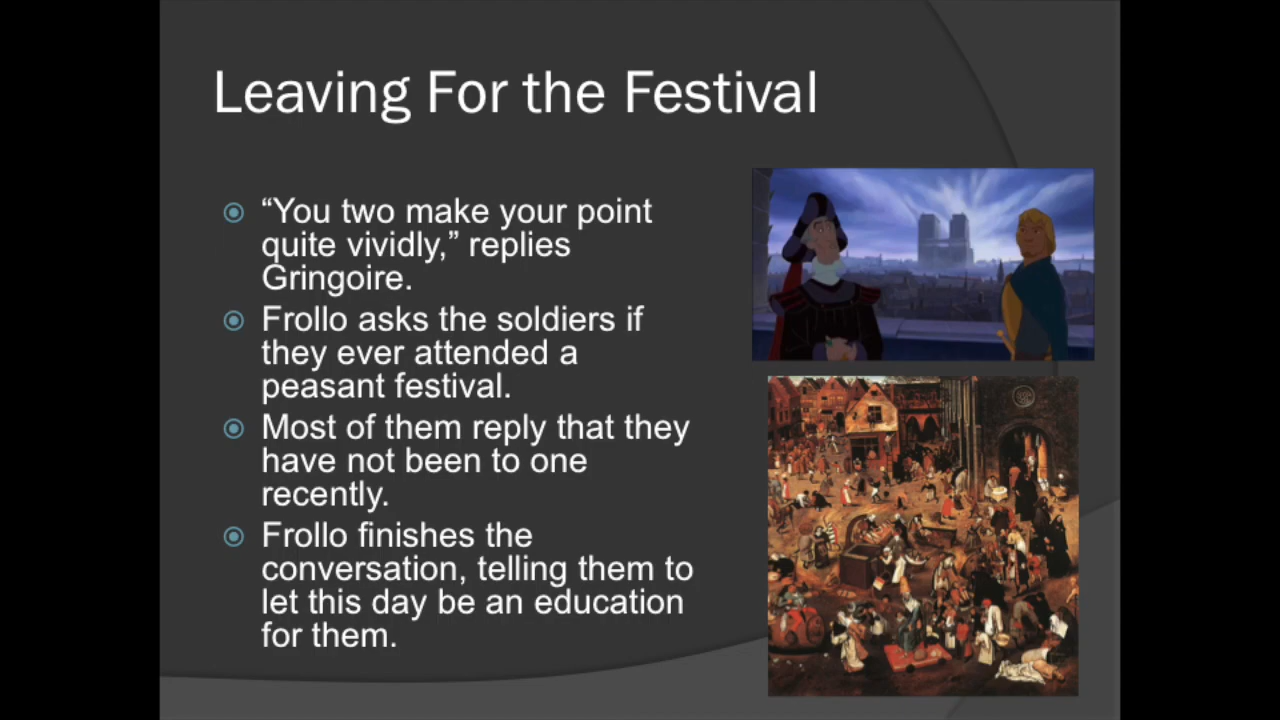 Leaving For the Festival
“You two make your point
quite vividly,” replies
Gringoire.
Frollo asks the soldiers if
they ever attended a
peasant festival.
Most of them reply that they
have not been to one
recently.
Frollo finishes the
conversation, telling them to
let this day be an education
for them.